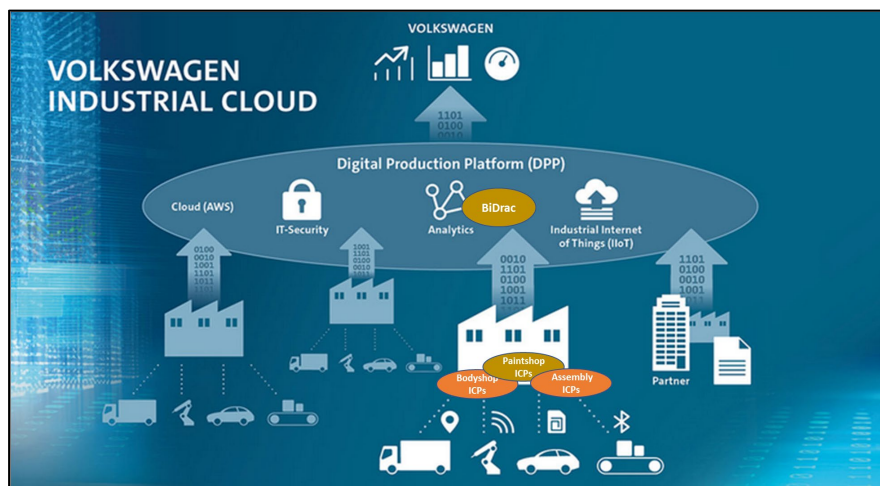 VOLKSWAGEN
VOLKSWAGEN
INDUSTRIAL CLOUD
1101
0100
0010
Digital Production Platform (DPP)
Cloud (AWS)
IT-Security
Analytics
BiDrac
Industrial Internet
of Things (IIoT)
0100
0010
1001
1101
1011
1001
1101
0100
0010
0010
1101
0100
1001
1011
1101
0100
0010
1001
Paintshop
ICPs
Bodyshop
ICPs
Assembly
ICPs
Partner